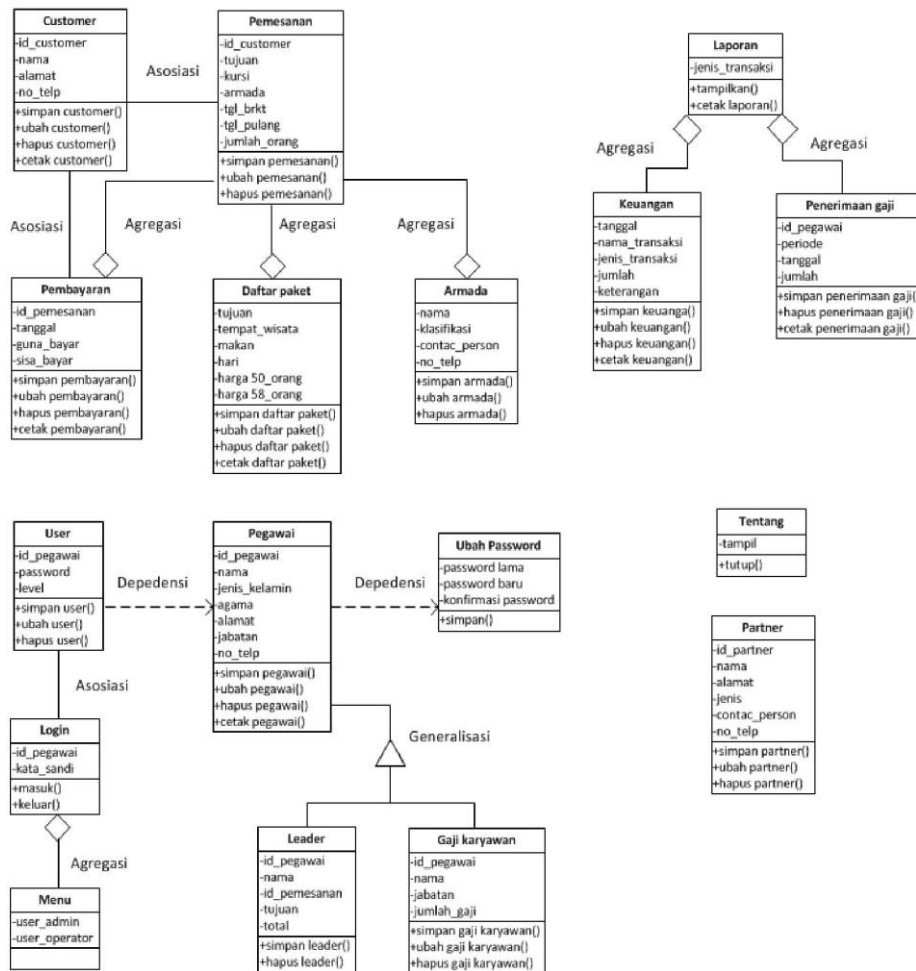 Customer
-id_customer
-nama
-alamat
-no_telp
+simpan customer()
+ubah customer()
+hapus customer()
+cetak customer()
Asosiasi
Pemesanan
-id_customer
-tujuan
-kursi
-armada
-tgl_brkt
-tgl_pulang
-jumlah_orang
+simpan pemesanan()
+ubah pemesanan()
+hapus pemesanan()
Laporan
-jenis_transaksi
+tampilkan()
+cetak laporan()
Agregasi
Agregasi
Asosiasi
Agregasi
Agregasi
Agregasi
Pembayaran
-id_pemesanan
-tanggal
-guna_bayar
-sisa_bayar
+simpan pembayaran()
+ubah pembayaran()
+hapus pembayaran()
+cetak pembayaran()
Daftar paket
-tujuan
-tempat_wisata
-makan
-hari
-harga 50_orang
-harga 58_orang
+simpan daftar paket()
+ubah daftar paket()
+hapus daftar paket()
+cetak daftar paket()
Armada
-nama
-klasifikasi
-contac_person
-no_telp
+simpan armada()
+ubah armada()
+hapus armada()
Keuangan
-tanggal
-nama_transaksi
-jenis_transaksi
-jumlah
-keterangan
+simpan keuanga()
+ubah keuangan()
+hapus keuangan()
+cetak keuangan()
Penerimaan gaji
-id_pegawai
-periode
-tanggal
-jumlah
+simpan penerimaan gaji()
+hapus penerimaan gaji()
+cetak penerimaan gaji()
User
-id_pegawai
-password
-level
+simpan user()
+ubah user()
+hapus user()
Depedensi
Pegawai
-id_pegawai
-nama
-jenis_kelamin
-agama
-alamat
-jabatan
-no_telp
+simpan pegawai()
+ubah pegawai()
+hapus pegawai()
+cetak pegawai()
Depedensi
Ubah Password
-password lama
-password baru
-konfirmasi password
+simpan()
Tentang
-tampil
+tutup()
Partner
-id_partner
-nama
-alamat
-jenis
-contac_person
-no_telp
+simpan partner()
+ubah partner()
+hapus partner()
Asosiasi
Login
-id_pegawai
-kata_sandi
+masuk()
+keluar()
Agregasi
Menu
-user_admin
-user_operator
Generalisasi
Leader
-id_pegawai
-nama
-id_pemesanan
-tujuan
-total
+simpan leader()
+hapus leader()
Gaji karyawan
-id_pegawai
-nama
-jabatan
-jumlah_gaji
+simpan gaji karyawan()
+ubah gaji karyawan()
+hapus gaji karyawan()